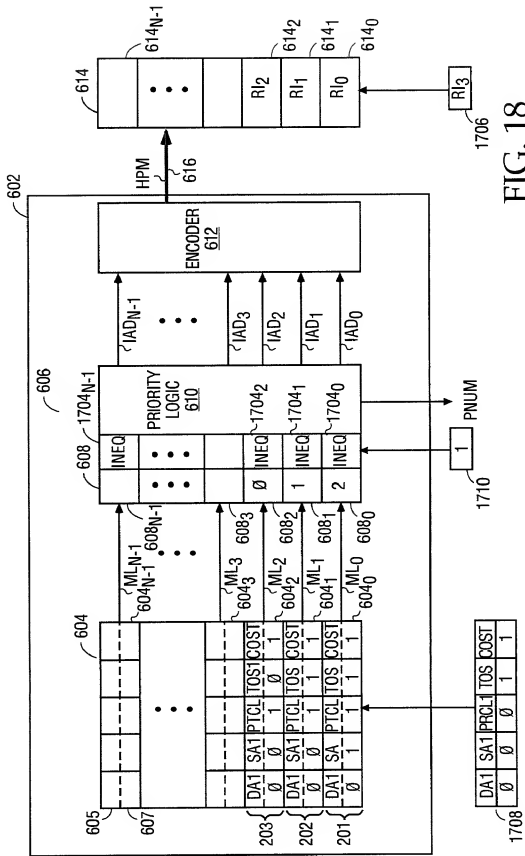 602
606
604
605
607
604N-1
MLN-1
608
608N-1
1704N-1
INEQ
PRIORITY
LOGIC
610
IADN-1
ENCODER
612
HPM
616
614
614N-1
6043
ML3
6083
IAD3
203
DA1 SA1 PTCL TOS1 COST
Ø Ø 1 Ø 1
6042
ML2
6082
Ø INEQ
17042
IAD2
RI2
6142
202
DA1 SA1 PTCL TOS COST
Ø Ø 1 1 1
6041
ML1
6081
1 INEQ
17041
IAD1
RI1
6141
201
DA1 SA PTCL TOS COST
Ø 1 1 Ø 1
6040
ML0
6080
2 INEQ
17040
IAD0
RI0
6140
1708
DA1 SA1 PRCL1 TOS COST
Ø Ø Ø 1 1
1
1710
PNUM
RI3
1706
FIG. 18